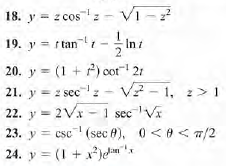 18. y = z cos⁻¹ z − √(1 − z²)
19. y = t tan⁻¹ t − 1/2 ln t
20. y = (1 + t²) cot⁻¹ 2t
21. y = z sec⁻¹ z − √(z² − 1), z > 1
22. y = 2√(x − 1) sec⁻¹ √x
23. y = csc⁻¹ (sec θ), 0 < θ < π/2
24. y = (1 + x²)e^(tan⁻¹ x)